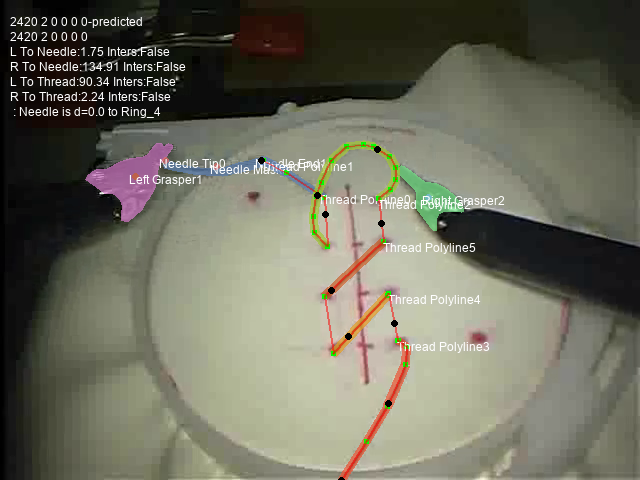 2420 2 0 0 0 0-predicted
2420 2 0 0 0 0
L To Needle:1.75 Inters:False
R To Needle:134.91 Inters:False
L To Thread:90.34 Inters:False
R To Thread:2.24 Inters:False
: Needle is d=0.0 to Ring_4
Needle Tip0
Thread Polyline1
Left Grasper1
Thread Polyline0
Thread Polyline2
Right Grasper2
Thread Polyline5
Thread Polyline4
Thread Polyline3